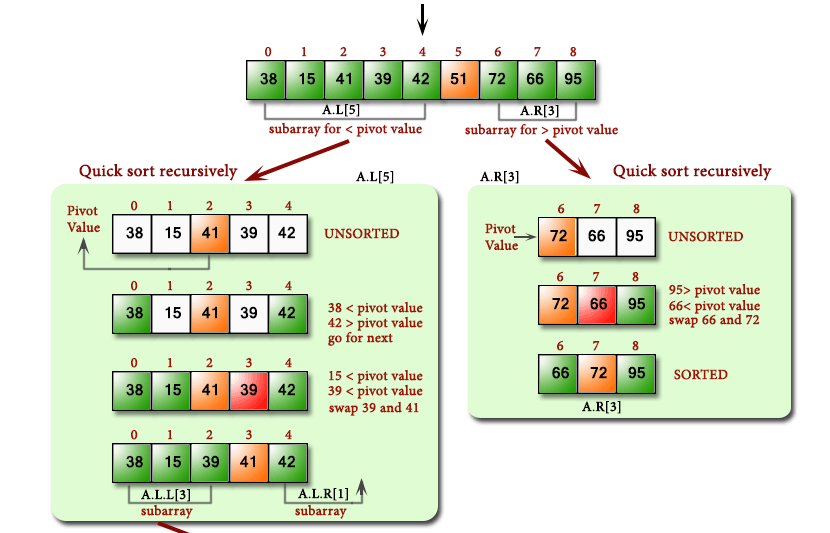 0 1 2 3 4 5 6 7 8
38 15 41 39 42 51 72 66 95
A.L[5] A.R[3]
subarray for < pivot value subarray for > pivot value
Quick sort recursively
A.L[5]
0 1 2 3 4
Pivot
Value
38 15 41 39 42 UNSORTED
0 1 2 3 4
38 15 41 39 42
38 < pivot value
42 > pivot value
go for next
0 1 2 3 4
38 15 41 39 42
15 < pivot value
39 < pivot value
swap 39 and 41
0 1 2 3 4
38 15 39 41 42
A.L.L[3] A.L.R[1]
subarray subarray
Quick sort recursively
A.R[3]
6 7 8
Pivot
Value
72 66 95 UNSORTED
6 7 8
72 66 95
95> pivot value
66< pivot value
swap 66 and 72
6 7 8
66 72 95 SORTED
A.R[3]